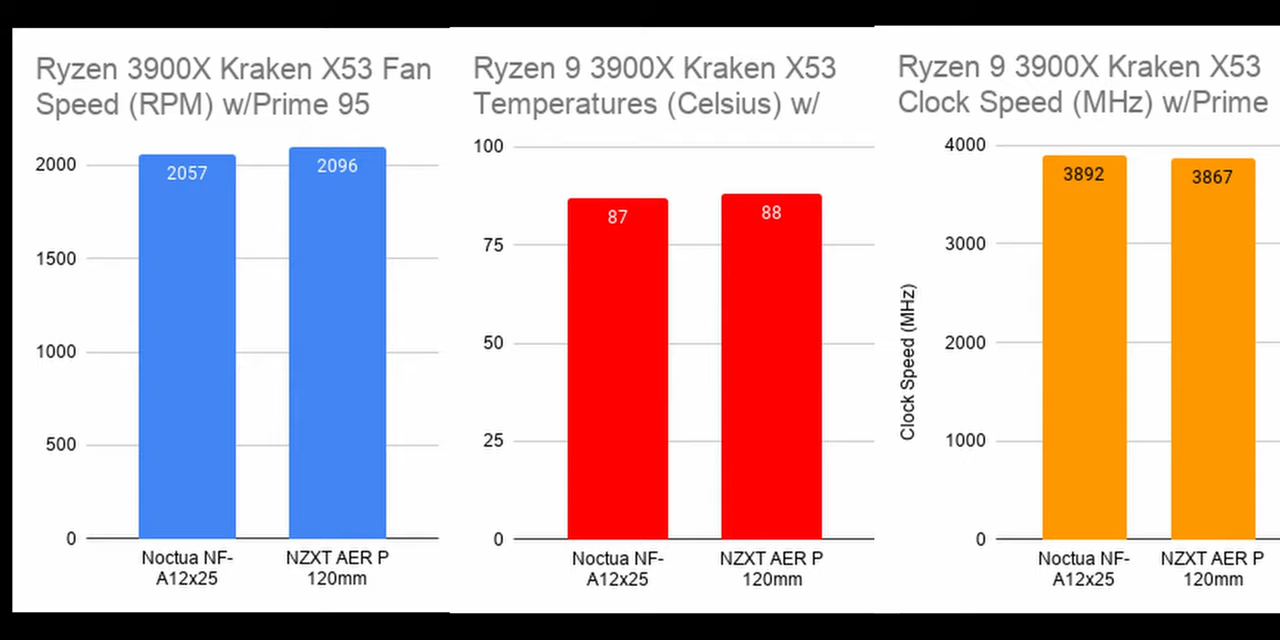 Ryzen 3900X Kraken X53 Fan
Speed (RPM) w/Prime 95
2000
1500
1000
500
0
2057
2096
Noctua NF-
A12x25
NZXT AER P
120mm
Ryzen 9 3900X Kraken X53
Temperatures (Celsius) w/
100
75
50
25
0
87
88
Noctua NF-
A12x25
NZXT AER P
120mm
Ryzen 9 3900X Kraken X53
Clock Speed (MHz) w/Prime
Clock Speed (MHz)
4000
3000
2000
1000
0
3892
3867
Noctua NF-
A12x25
NZXT AER P
120mm